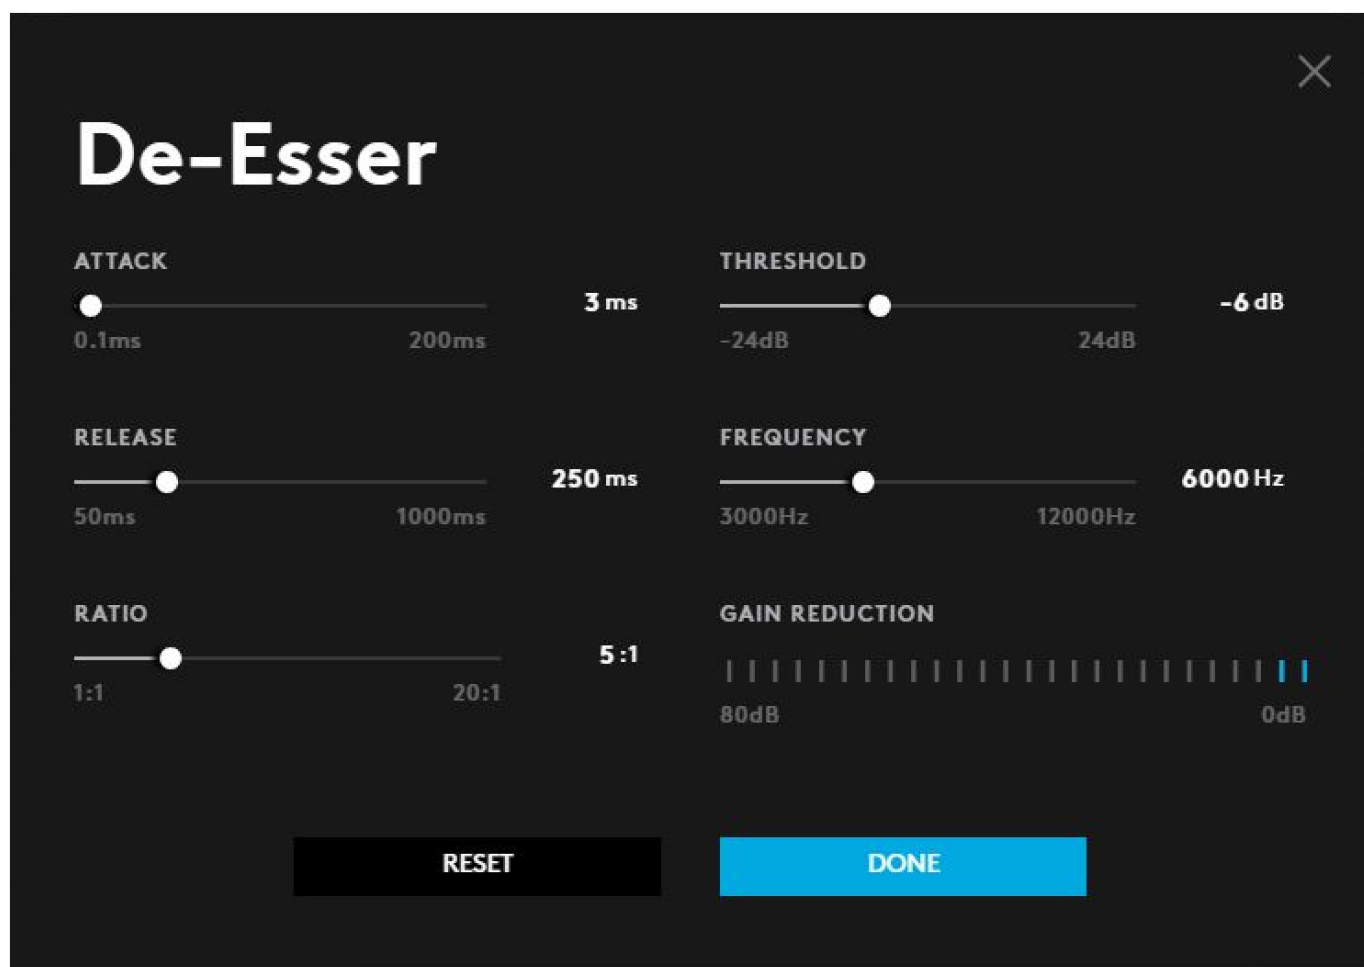 De-Esser
ATTACK
3 ms
0.1ms 200ms
THRESHOLD
-6 dB
-24dB 24dB
RELEASE
250 ms
50ms 1000ms
FREQUENCY
6000 Hz
3000Hz 12000Hz
RATIO
5 :1
1:1 20:1
GAIN REDUCTION
80dB 0dB
RESET
DONE